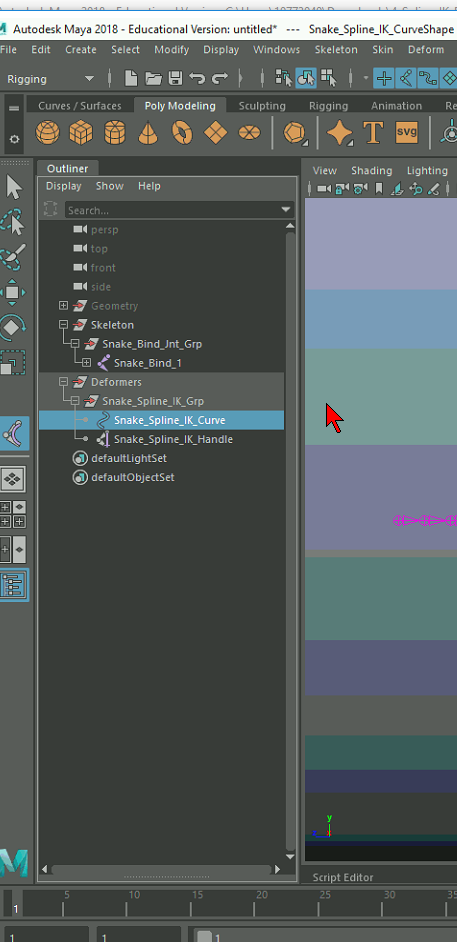 Autodesk Maya 2018 - Educational Version: untitled* --- Snake_Spline_IK_CurveShape
File Edit Create Select Modify Display Windows Skeleton Skin Deform
Rigging
Curves / Surfaces Poly Modeling Sculpting Rigging Animation Re
T svg
Outliner
Display Show Help
View Shading Lighting
Search...
persp
top
front
side
Geometry
Skeleton
Snake_Bind_Jnt_Grp
Snake_Bind_1
Deformers
Snake_Spline_IK_Grp
Snake_Spline_IK_Curve
Snake_Spline_IK_Handle
defaultLightSet
defaultObjectSet
y
Script Editor
5 10 15 20 25 30 35
1
1 1 1